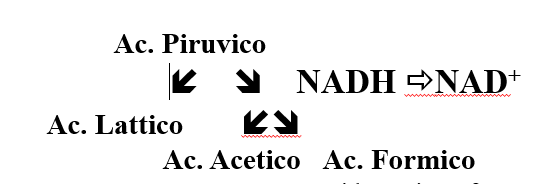 Ac. Piruvico
🡿 🡾 NADH ⇨NAD⁺
Ac. Lattico 🡿🡾
Ac. Acetico Ac. Formico